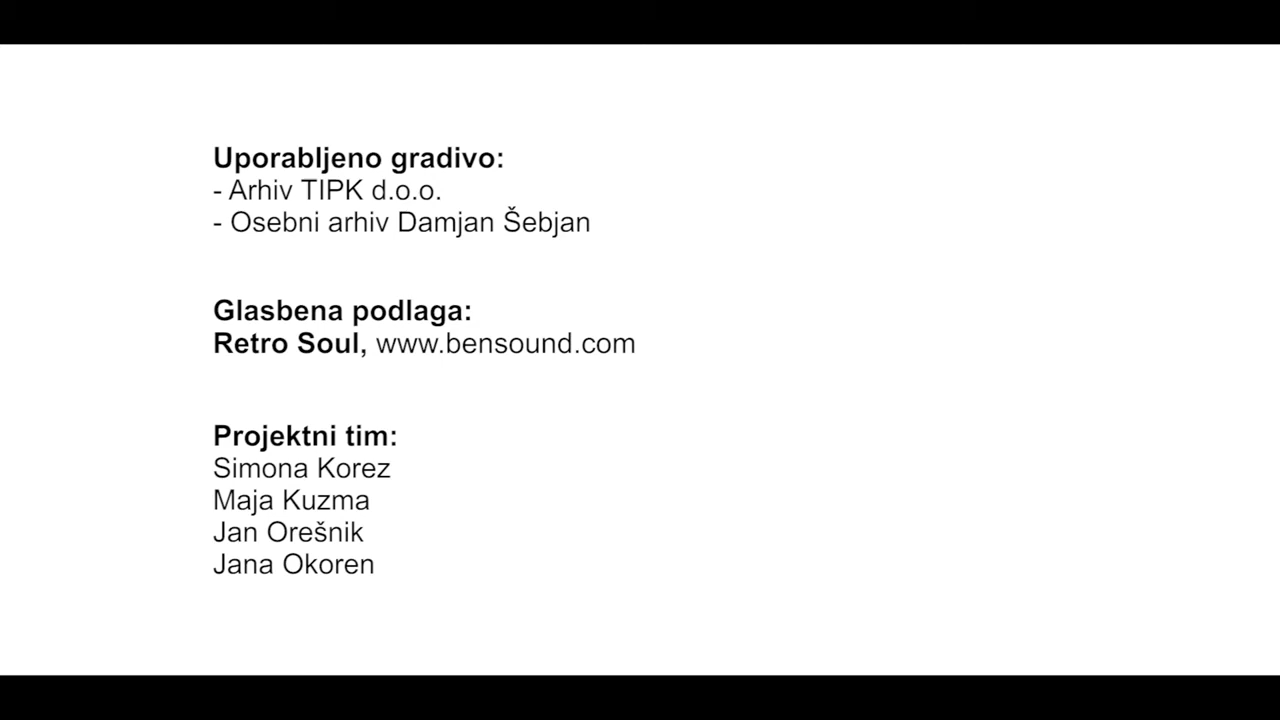 Uporabljeno gradivo:
- Arhiv TIPK d.o.o.
- Osebni arhiv Damjan Šebjan
Glasbena podlaga:
Retro Soul, www.bensound.com
Projektni tim:
Simona Korez
Maja Kuzma
Jan Orešnik
Jana Okoren